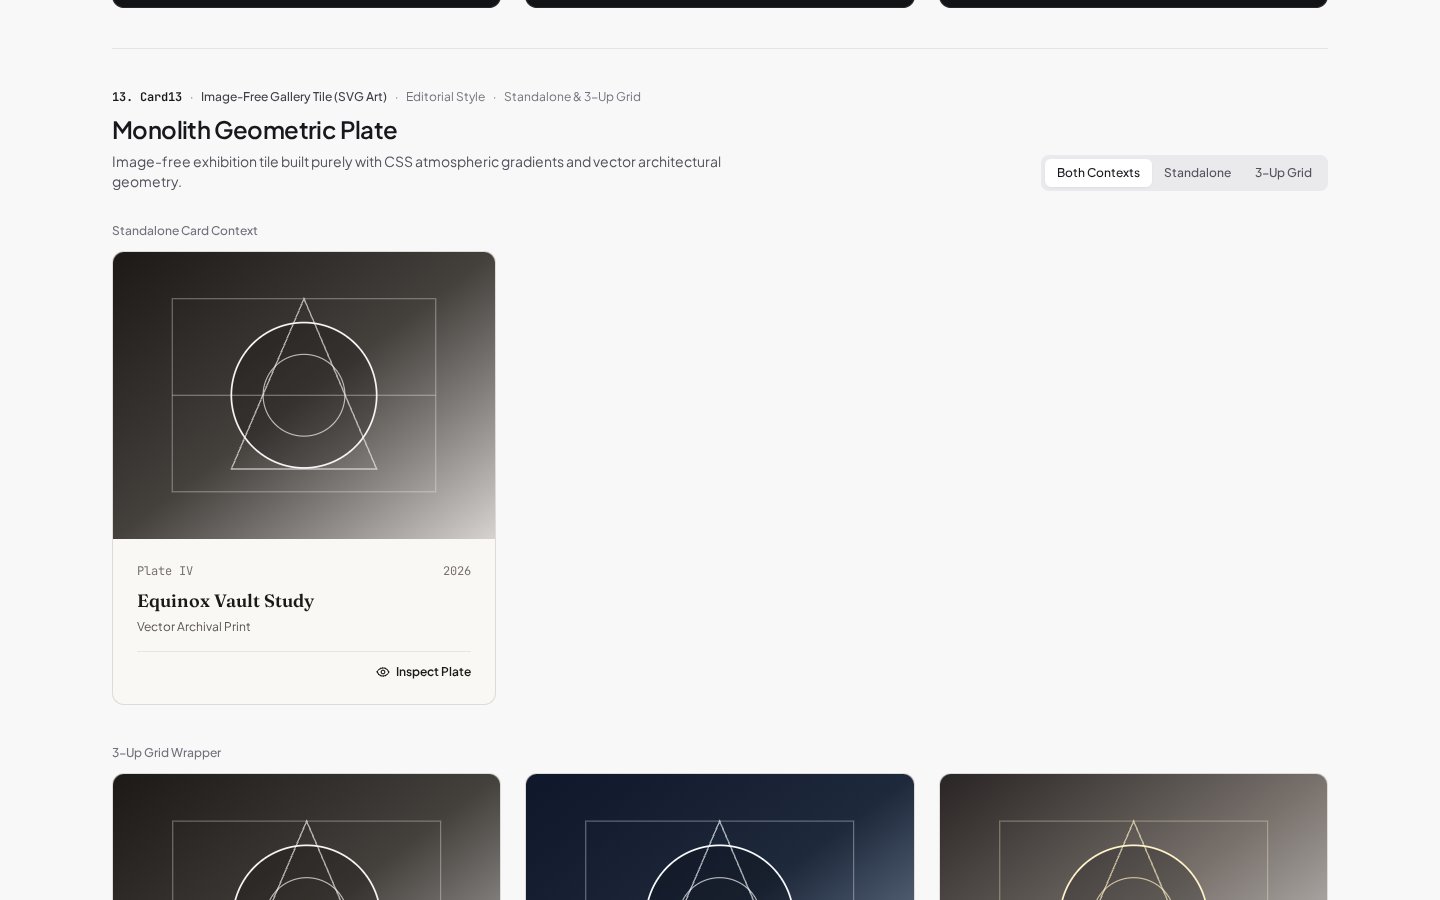 13. Card13 · Image-Free Gallery Tile (SVG Art) · Editorial Style · Standalone & 3-Up Grid
Monolith Geometric Plate
Image-free exhibition tile built purely with CSS atmospheric gradients and vector architectural
geometry.
Both Contexts Standalone 3-Up Grid
Standalone Card Context
Plate IV 2026
Equinox Vault Study
Vector Archival Print
Inspect Plate
3-Up Grid Wrapper